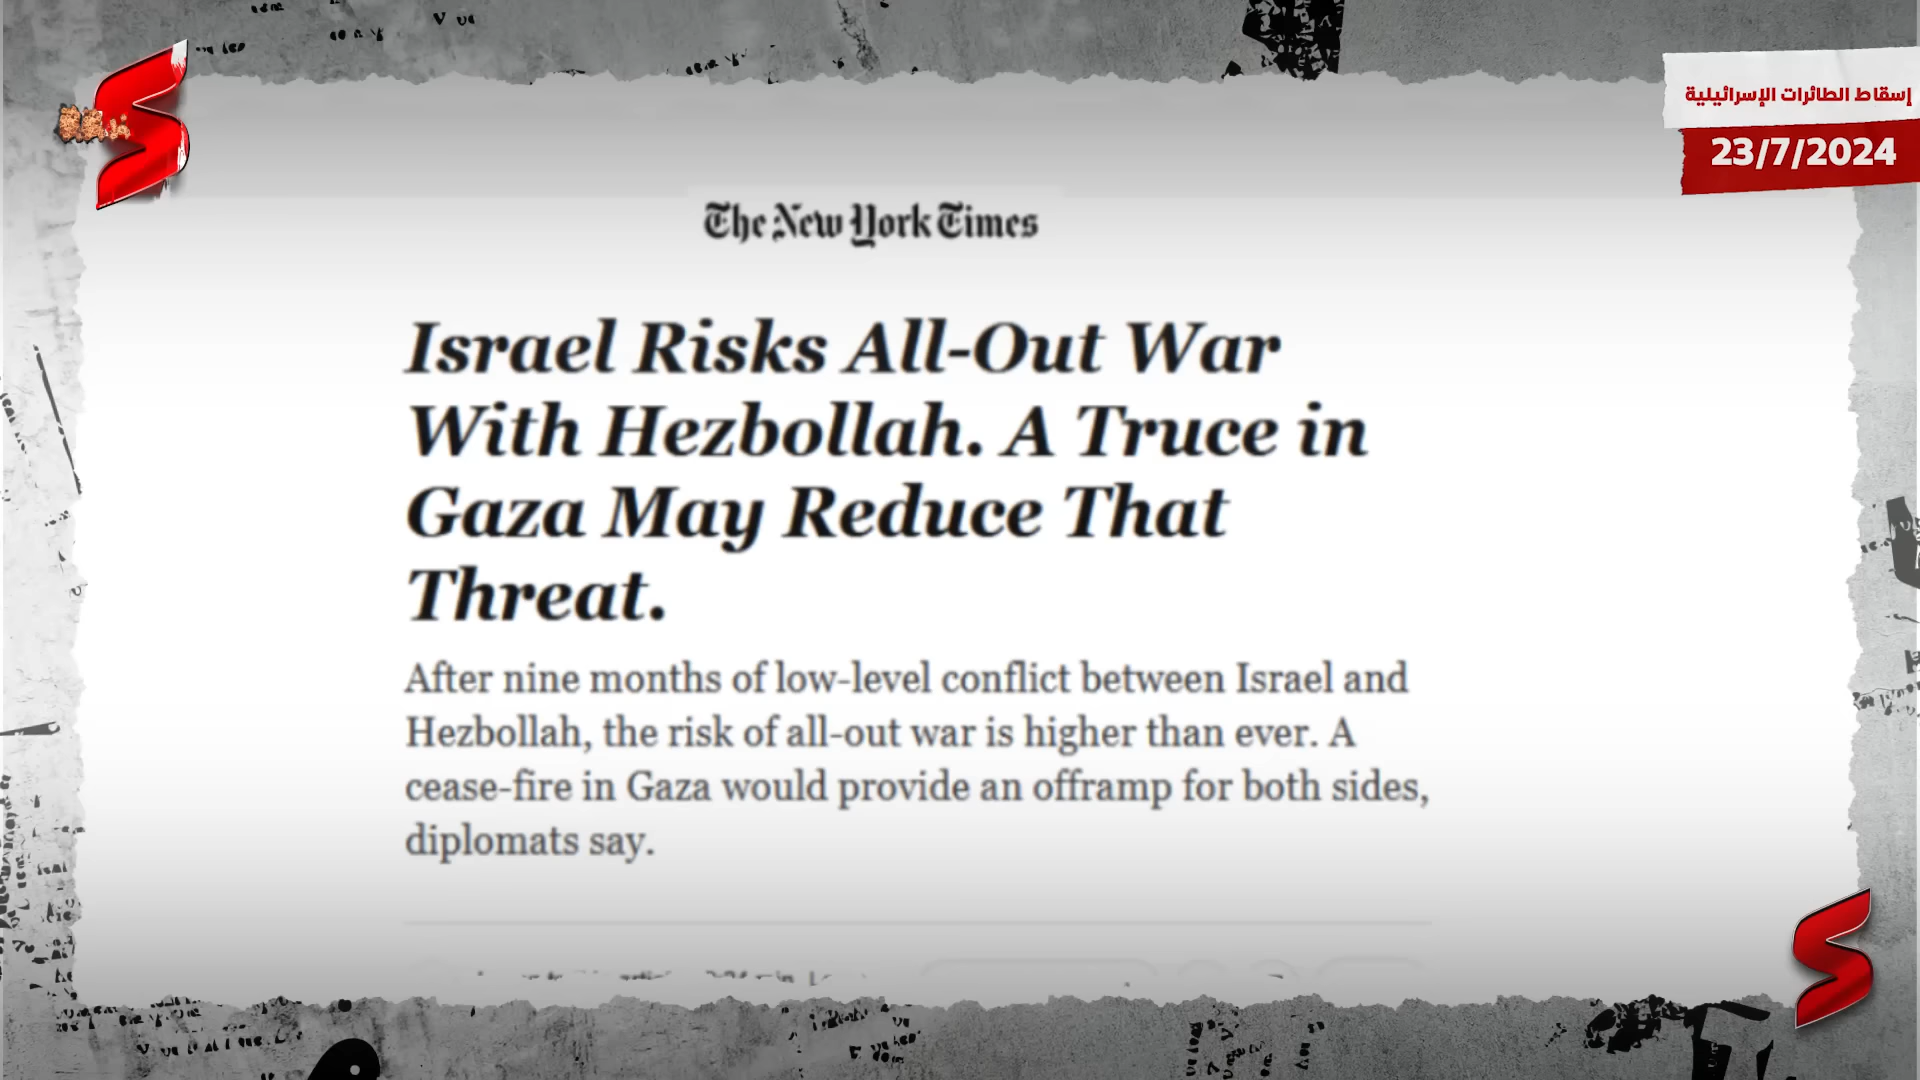 إسقاط الطائرات الإسرائيلية
23/7/2024
The New York Times
Israel Risks All-Out War
With Hezbollah. A Truce in
Gaza May Reduce That
Threat.
After nine months of low-level conflict between Israel and
Hezbollah, the risk of all-out war is higher than ever. A
cease-fire in Gaza would provide an offramp for both sides,
diplomats say.